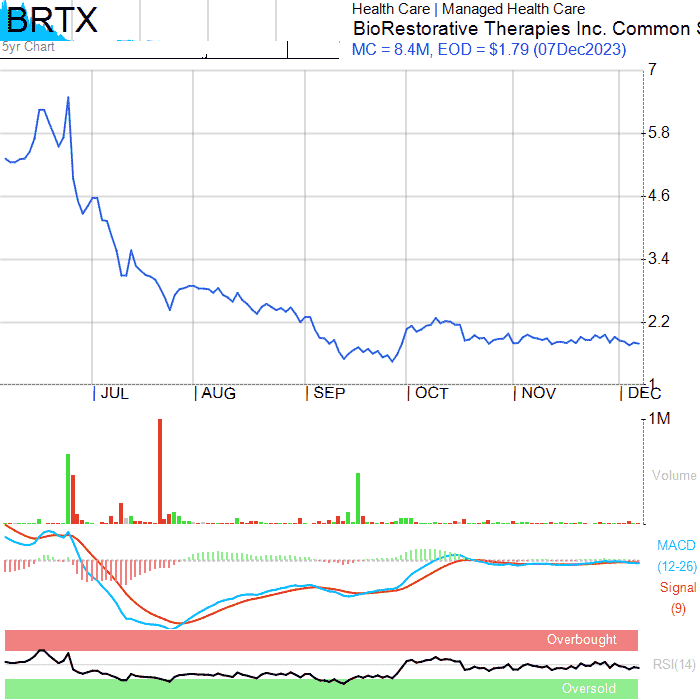 BRTX
5yr Chart
Health Care | Managed Health Care
BioRestorative Therapies Inc. Common S
MC = 8.4M, EOD = $1.79 (07Dec2023)
7
5.8
4.6
3.4
2.2
1
JUL AUG SEP OCT NOV DEC
1M
Volume
MACD
(12-26)
Signal
(9)
Overbought
RSI(14)
Oversold